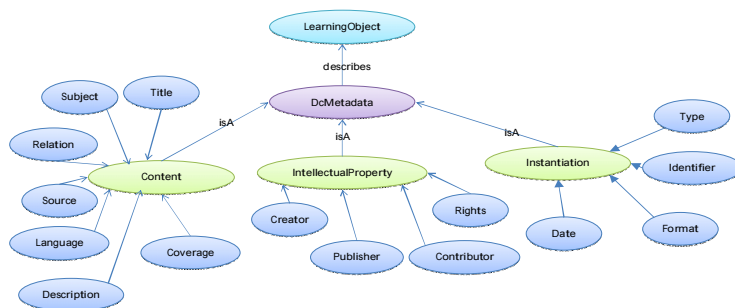 LearningObject
describes
DcMetadata
Subject
Title
isA
isA
isA
Type
Relation
Content
IntellectualProperty
Instantiation
Identifier
Source
Creator
Rights
Language
Coverage
Publisher
Contributor
Date
Format
Description